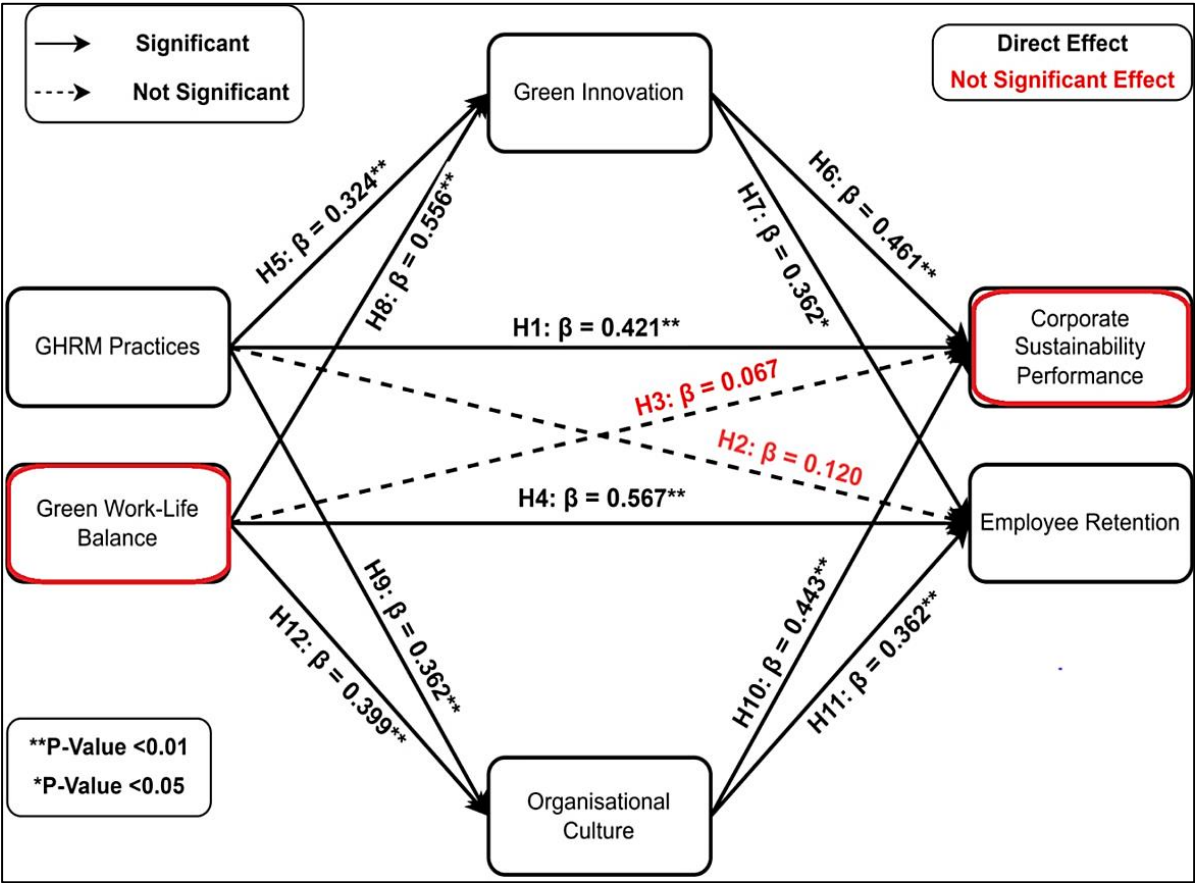 Significant
Not Significant
Direct Effect
Not Significant Effect
Green Innovation
H5: β = 0.324**
H8: β = 0.556**
H6: β = 0.461**
H7: β = 0.362*
GHRM Practices
H1: β = 0.421**
Corporate
Sustainability
Performance
H3: β = 0.067
H2: β = 0.120
Green Work-Life
Balance
H4: β = 0.567**
Employee Retention
H9: β = 0.362**
H12: β = 0.399**
H10: β = 0.443**
H11: β = 0.362**
**P-Value <0.01
*P-Value <0.05
Organisational
Culture